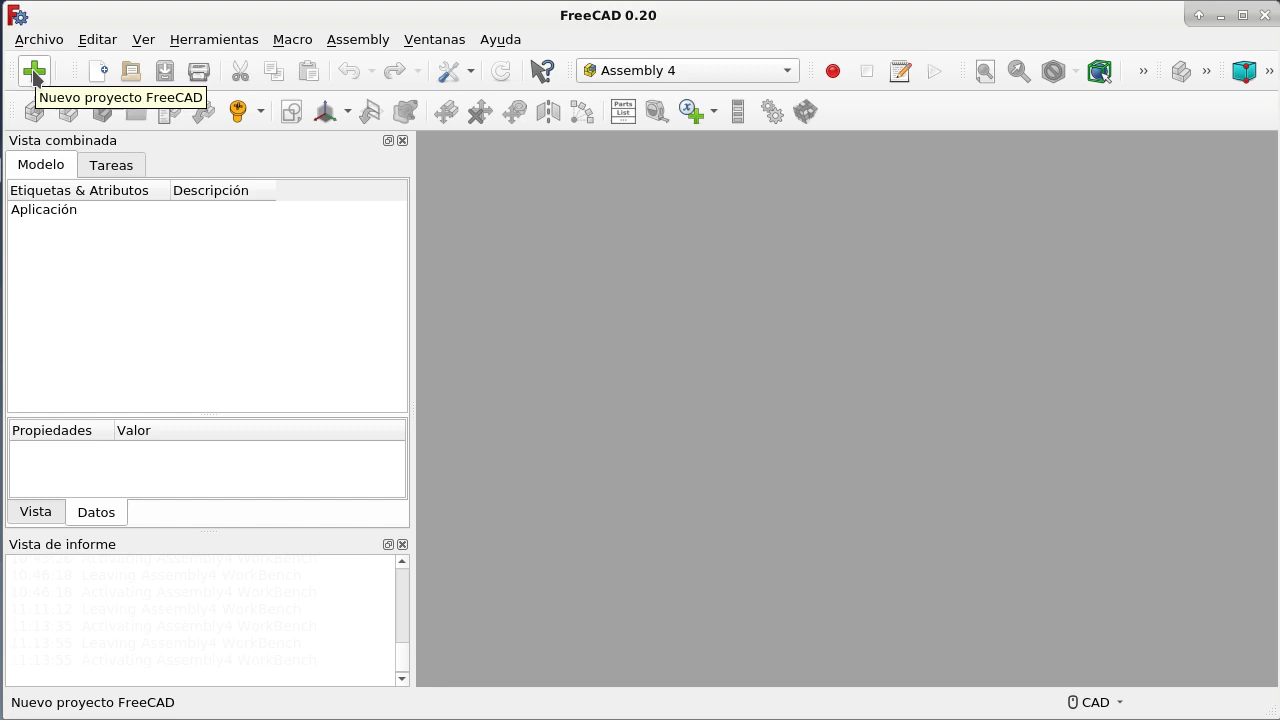 FreeCAD 0.20
Archivo Editar Ver Herramientas Macro Assembly Ventanas Ayuda
Assembly 4
Nuevo proyecto FreeCAD
Parts List
Vista combinada
Modelo Tareas
Etiquetas & Atributos Descripción
Aplicación
Propiedades Valor
Vista Datos
Vista de informe
10:46:18 Leaving Assembly4 WorkBench
10:46:18 Activating Assembly4 WorkBench
11:11:12 Leaving Assembly4 WorkBench
11:13:35 Activating Assembly4 WorkBench
11:13:55 Leaving Assembly4 WorkBench
11:13:55 Activating Assembly4 WorkBench
Nuevo proyecto FreeCAD
CAD